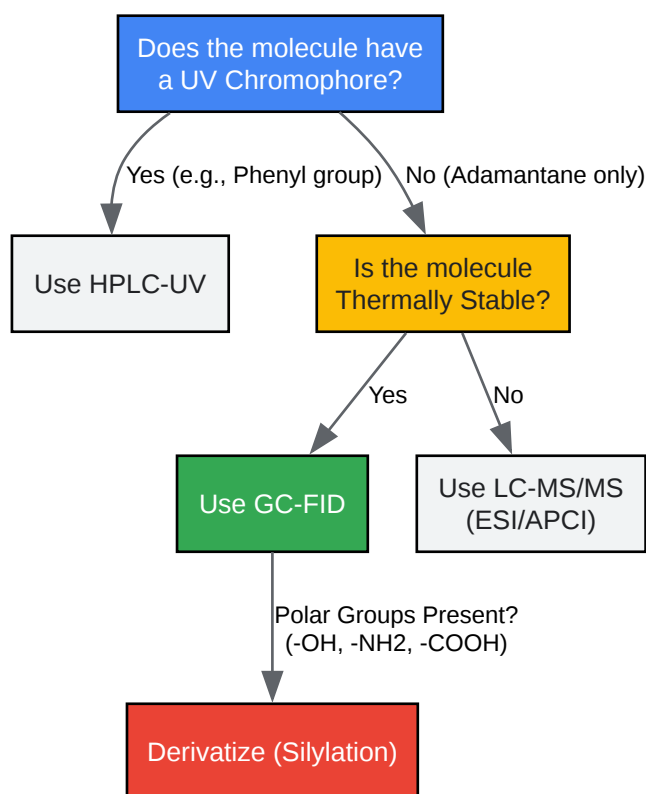 Does the molecule have
a UV Chromophore?
Yes (e.g., Phenyl group)
No (Adamantane only)
Use HPLC-UV
Is the molecule
Thermally Stable?
Yes
No
Use GC-FID
Use LC-MS/MS
(ESI/APCI)
Polar Groups Present?
(-OH, -NH2, -COOH)
Derivatize (Silylation)